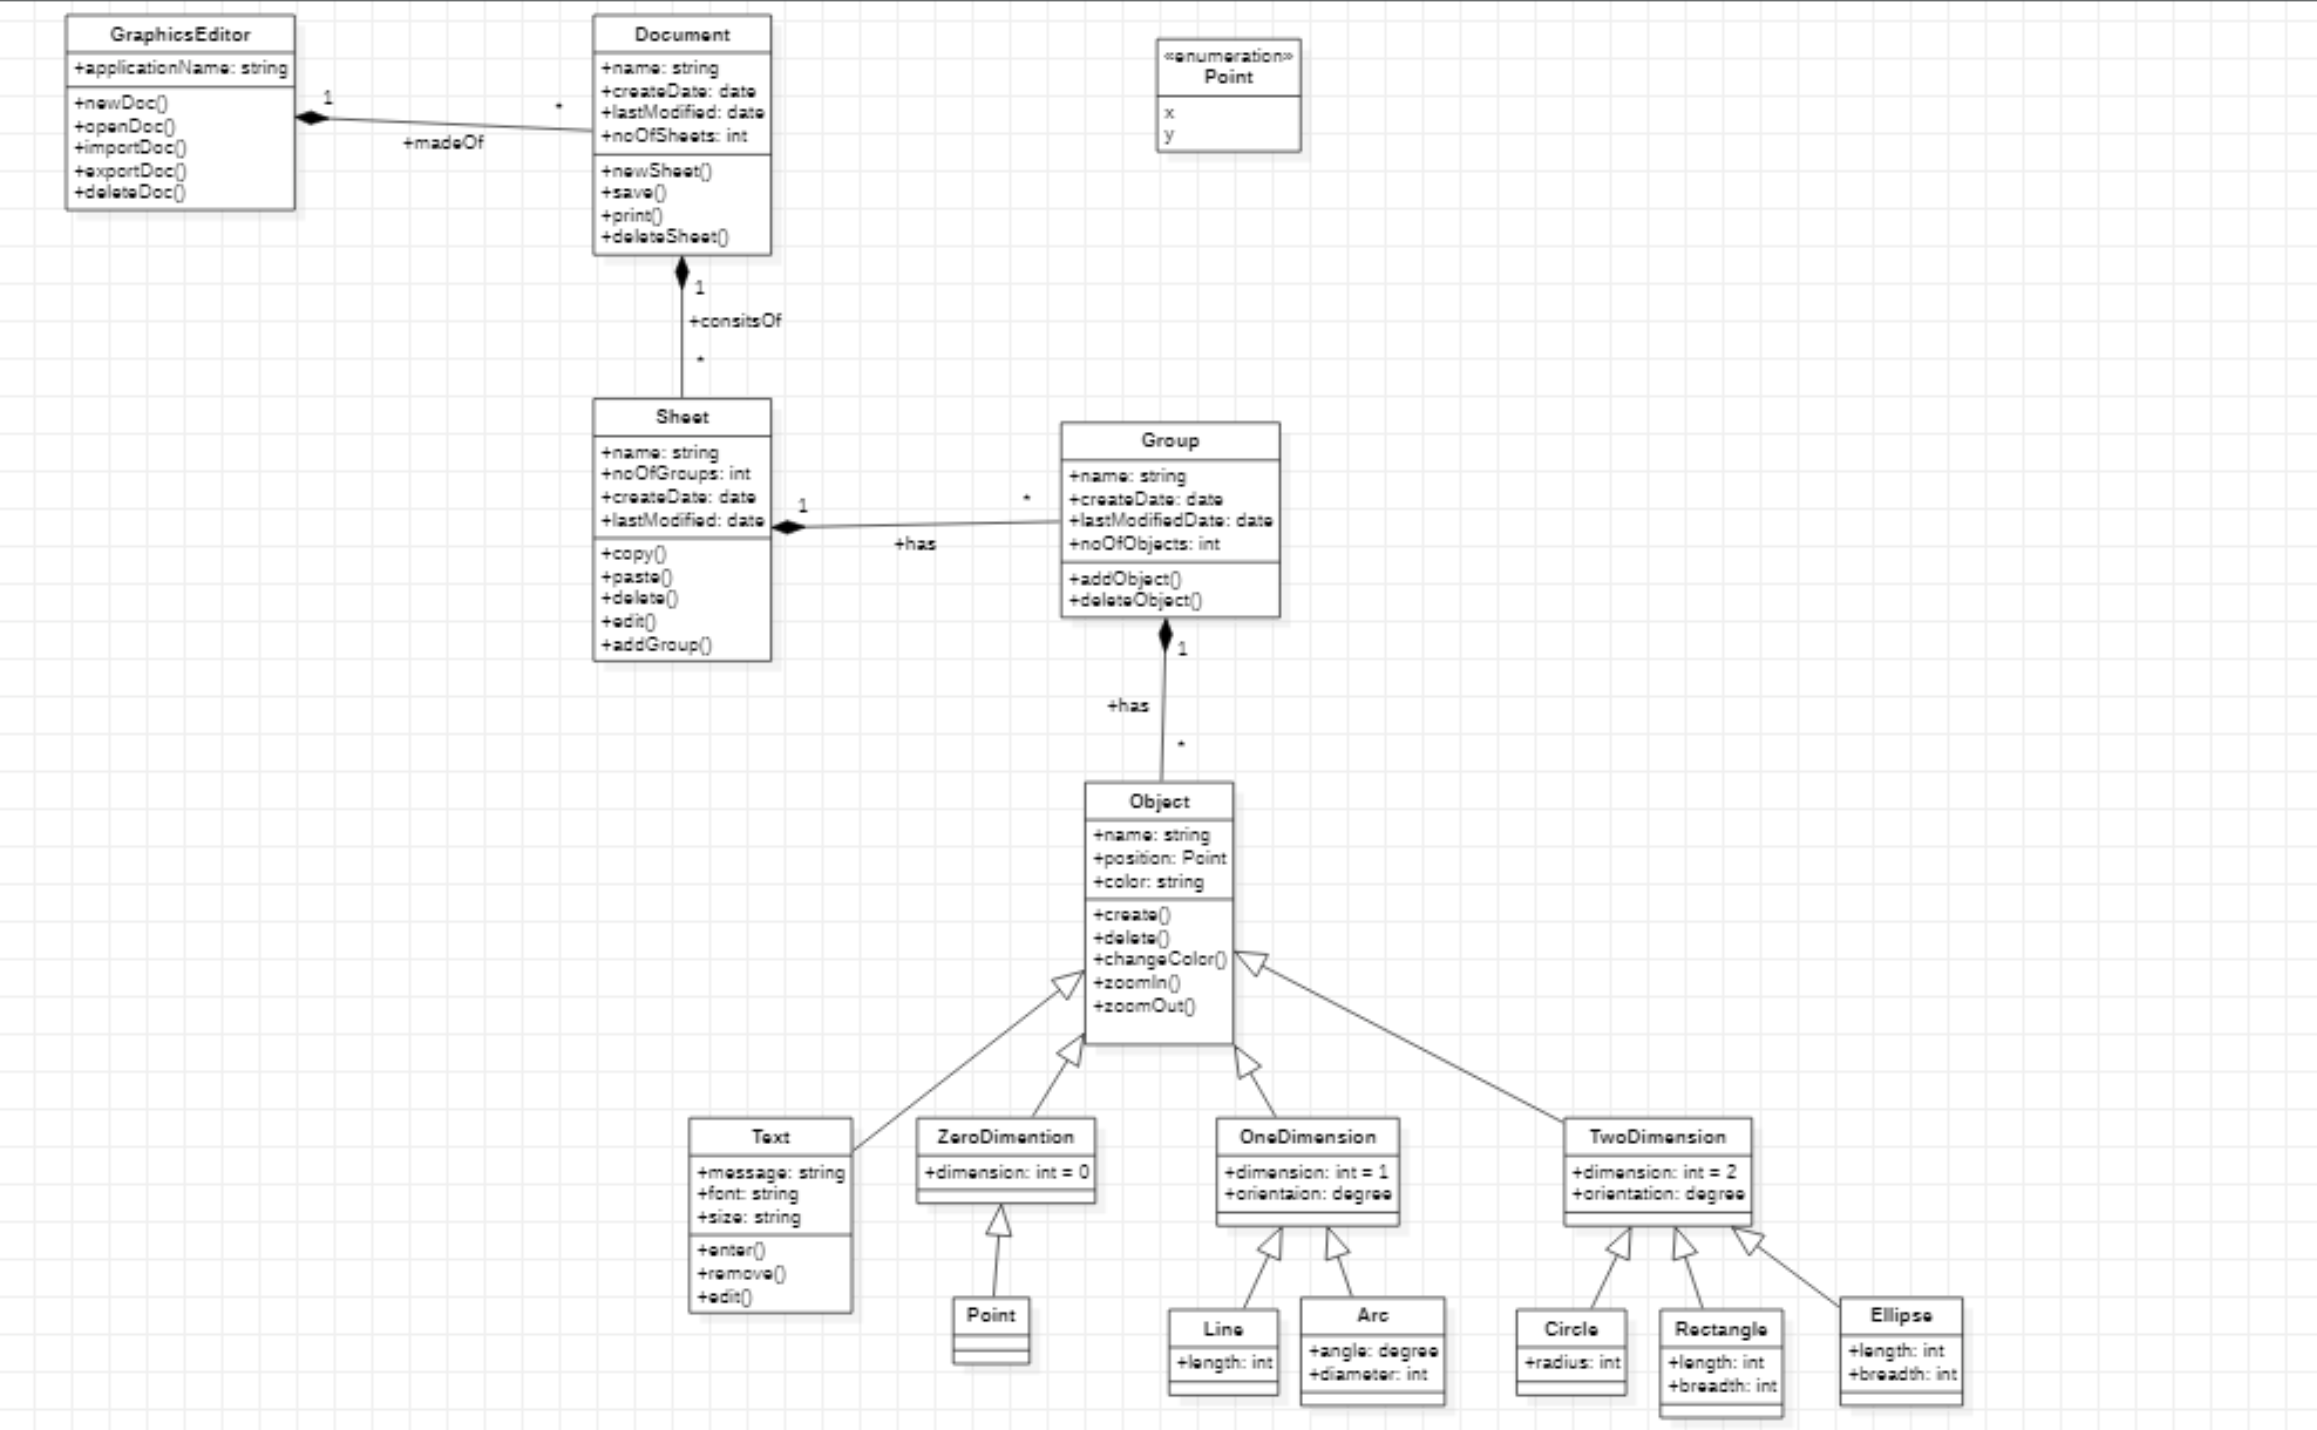 GraphicsEditor
+applicationName: string
+newDoc()
+openDoc()
+importDoc()
+exportDoc()
+deleteDoc()
1
*
+madeOf
Document
+name: string
+createDate: date
+lastModified: date
+noOfSheets: int
+newSheet()
+save()
+print()
+deleteSheet()
«enumeration»
Point
x
y
1
+consitsOf
*
Sheet
+name: string
+noOfGroups: int
+createDate: date
+lastModified: date
+copy()
+paste()
+delete()
+edit()
+addGroup()
1
*
+has
Group
+name: string
+createDate: date
+lastModifiedDate: date
+noOfObjects: int
+addObject()
+deleteObject()
1
+has
*
Object
+name: string
+position: Point
+color: string
+create()
+delete()
+changeColor()
+zoomIn()
+zoomOut()
Text
+message: string
+font: string
+size: string
+enter()
+remove()
+edit()
ZeroDimention
+dimension: int = 0
OneDimension
+dimension: int = 1
+orientaion: degree
TwoDimension
+dimension: int = 2
+orientation: degree
Point
Line
+length: int
Arc
+angle: degree
+diameter: int
Circle
+radius: int
Rectangle
+length: int
+breadth: int
Ellipse
+length: int
+breadth: int